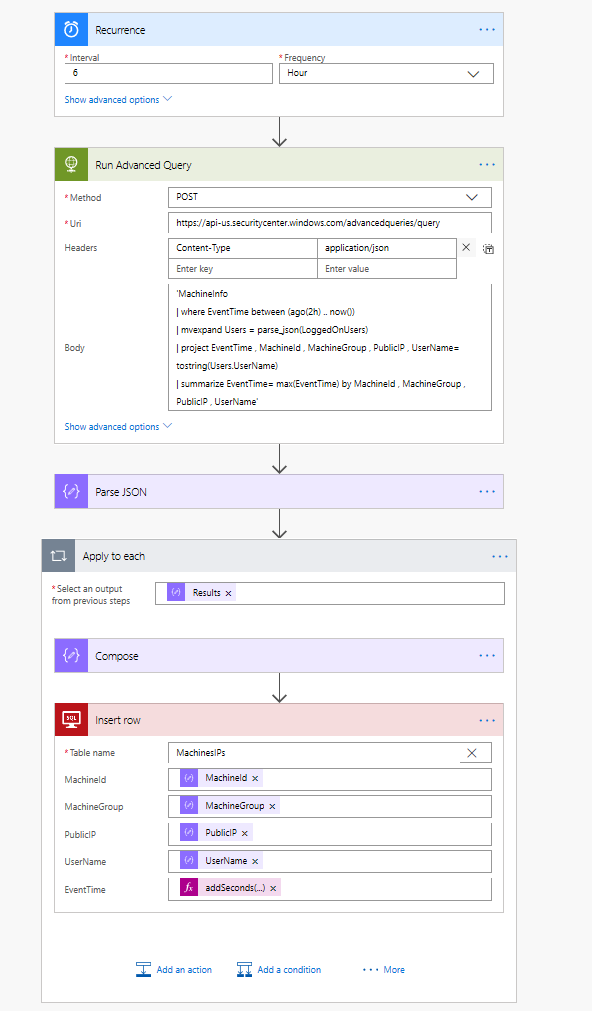 Recurrence
* Interval
* Frequency
6
Hour
Show advanced options
Run Advanced Query
* Method
POST
* Uri
https://api-us.securitycenter.windows.com/advancedqueries/query
Headers
Content-Type
application/json
Enter key
Enter value
Body
'MachineInfo
| where EventTime between (ago(2h) .. now())
| mvexpand Users = parse_json(LoggedOnUsers)
| project EventTime , MachineId , MachineGroup , PublicIP , UserName=
tostring(Users.UserName)
| summarize EventTime= max(EventTime) by MachineId , MachineGroup ,
PublicIP , UserName'
Show advanced options
Parse JSON
Apply to each
* Select an output
from previous steps
Results
Compose
SQL
Insert row
* Table name
MachinesIPs
MachineId
MachineId
MachineGroup
MachineGroup
PublicIP
PublicIP
UserName
UserName
EventTime
fx
addSeconds(...)
Add an action
Add a condition
More